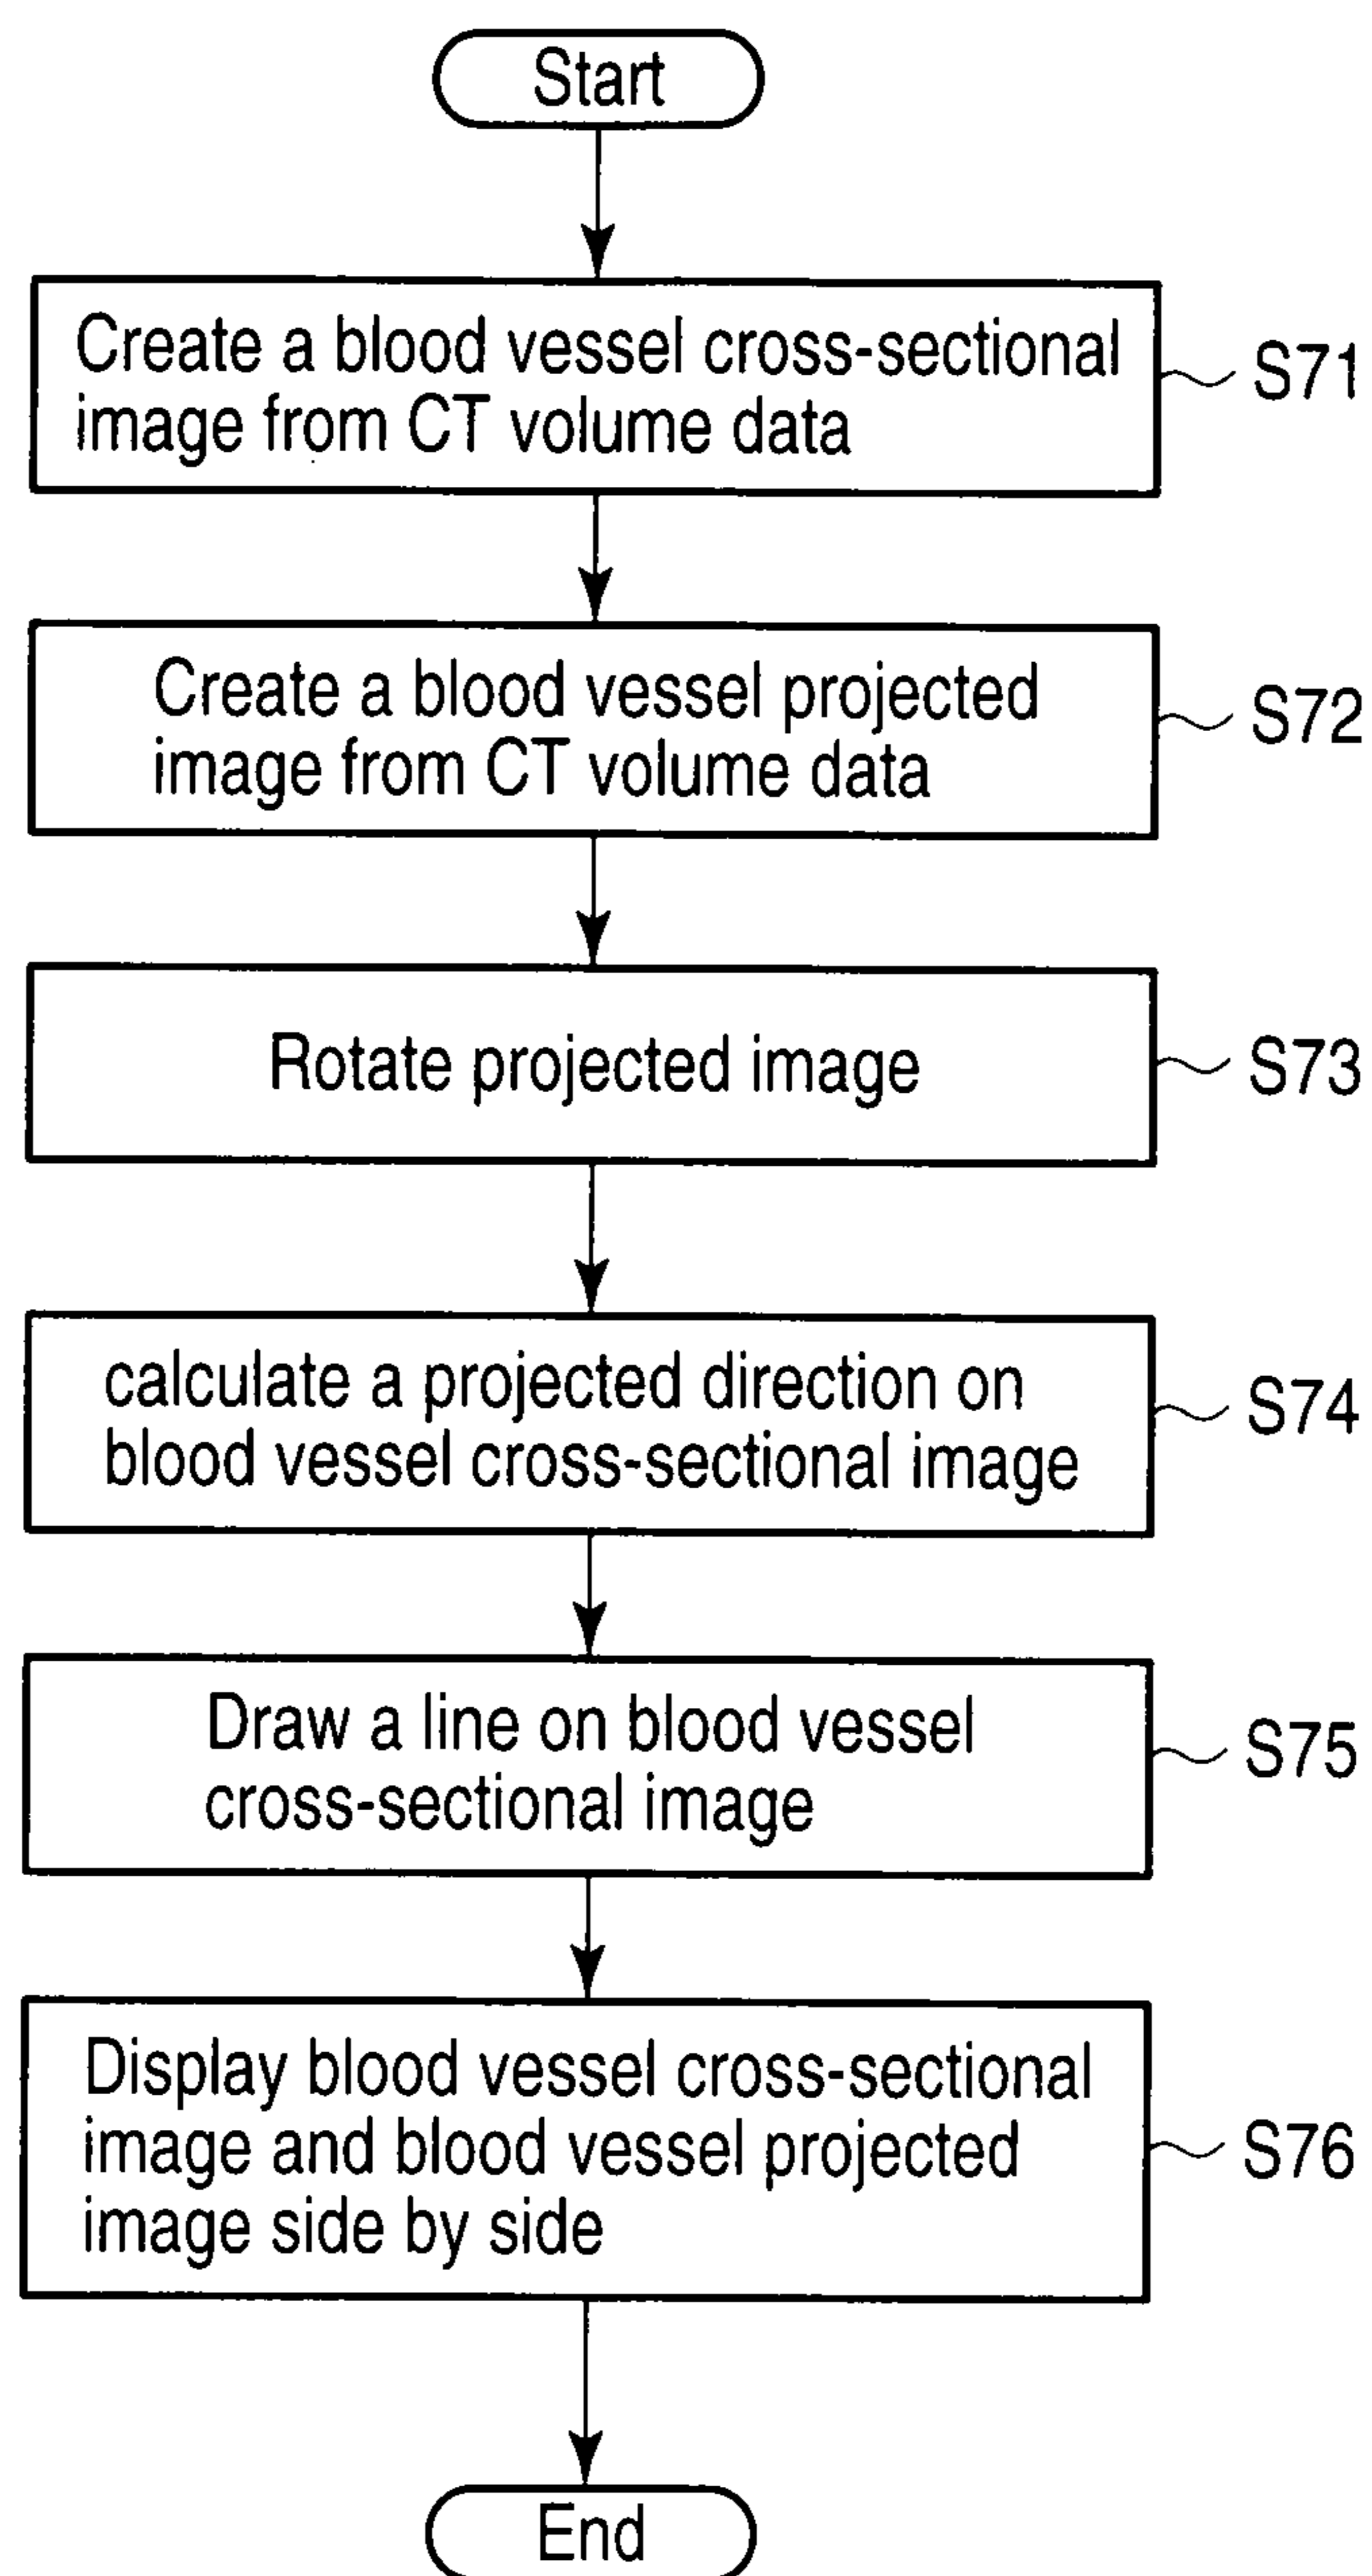 Start
Create a blood vessel cross-sectional
image from CT volume data
S71
Create a blood vessel projected
image from CT volume data
S72
Rotate projected image
S73
calculate a projected direction on
blood vessel cross-sectional image
S74
Draw a line on blood vessel
cross-sectional image
S75
Display blood vessel cross-sectional
image and blood vessel projected
image side by side
S76
End